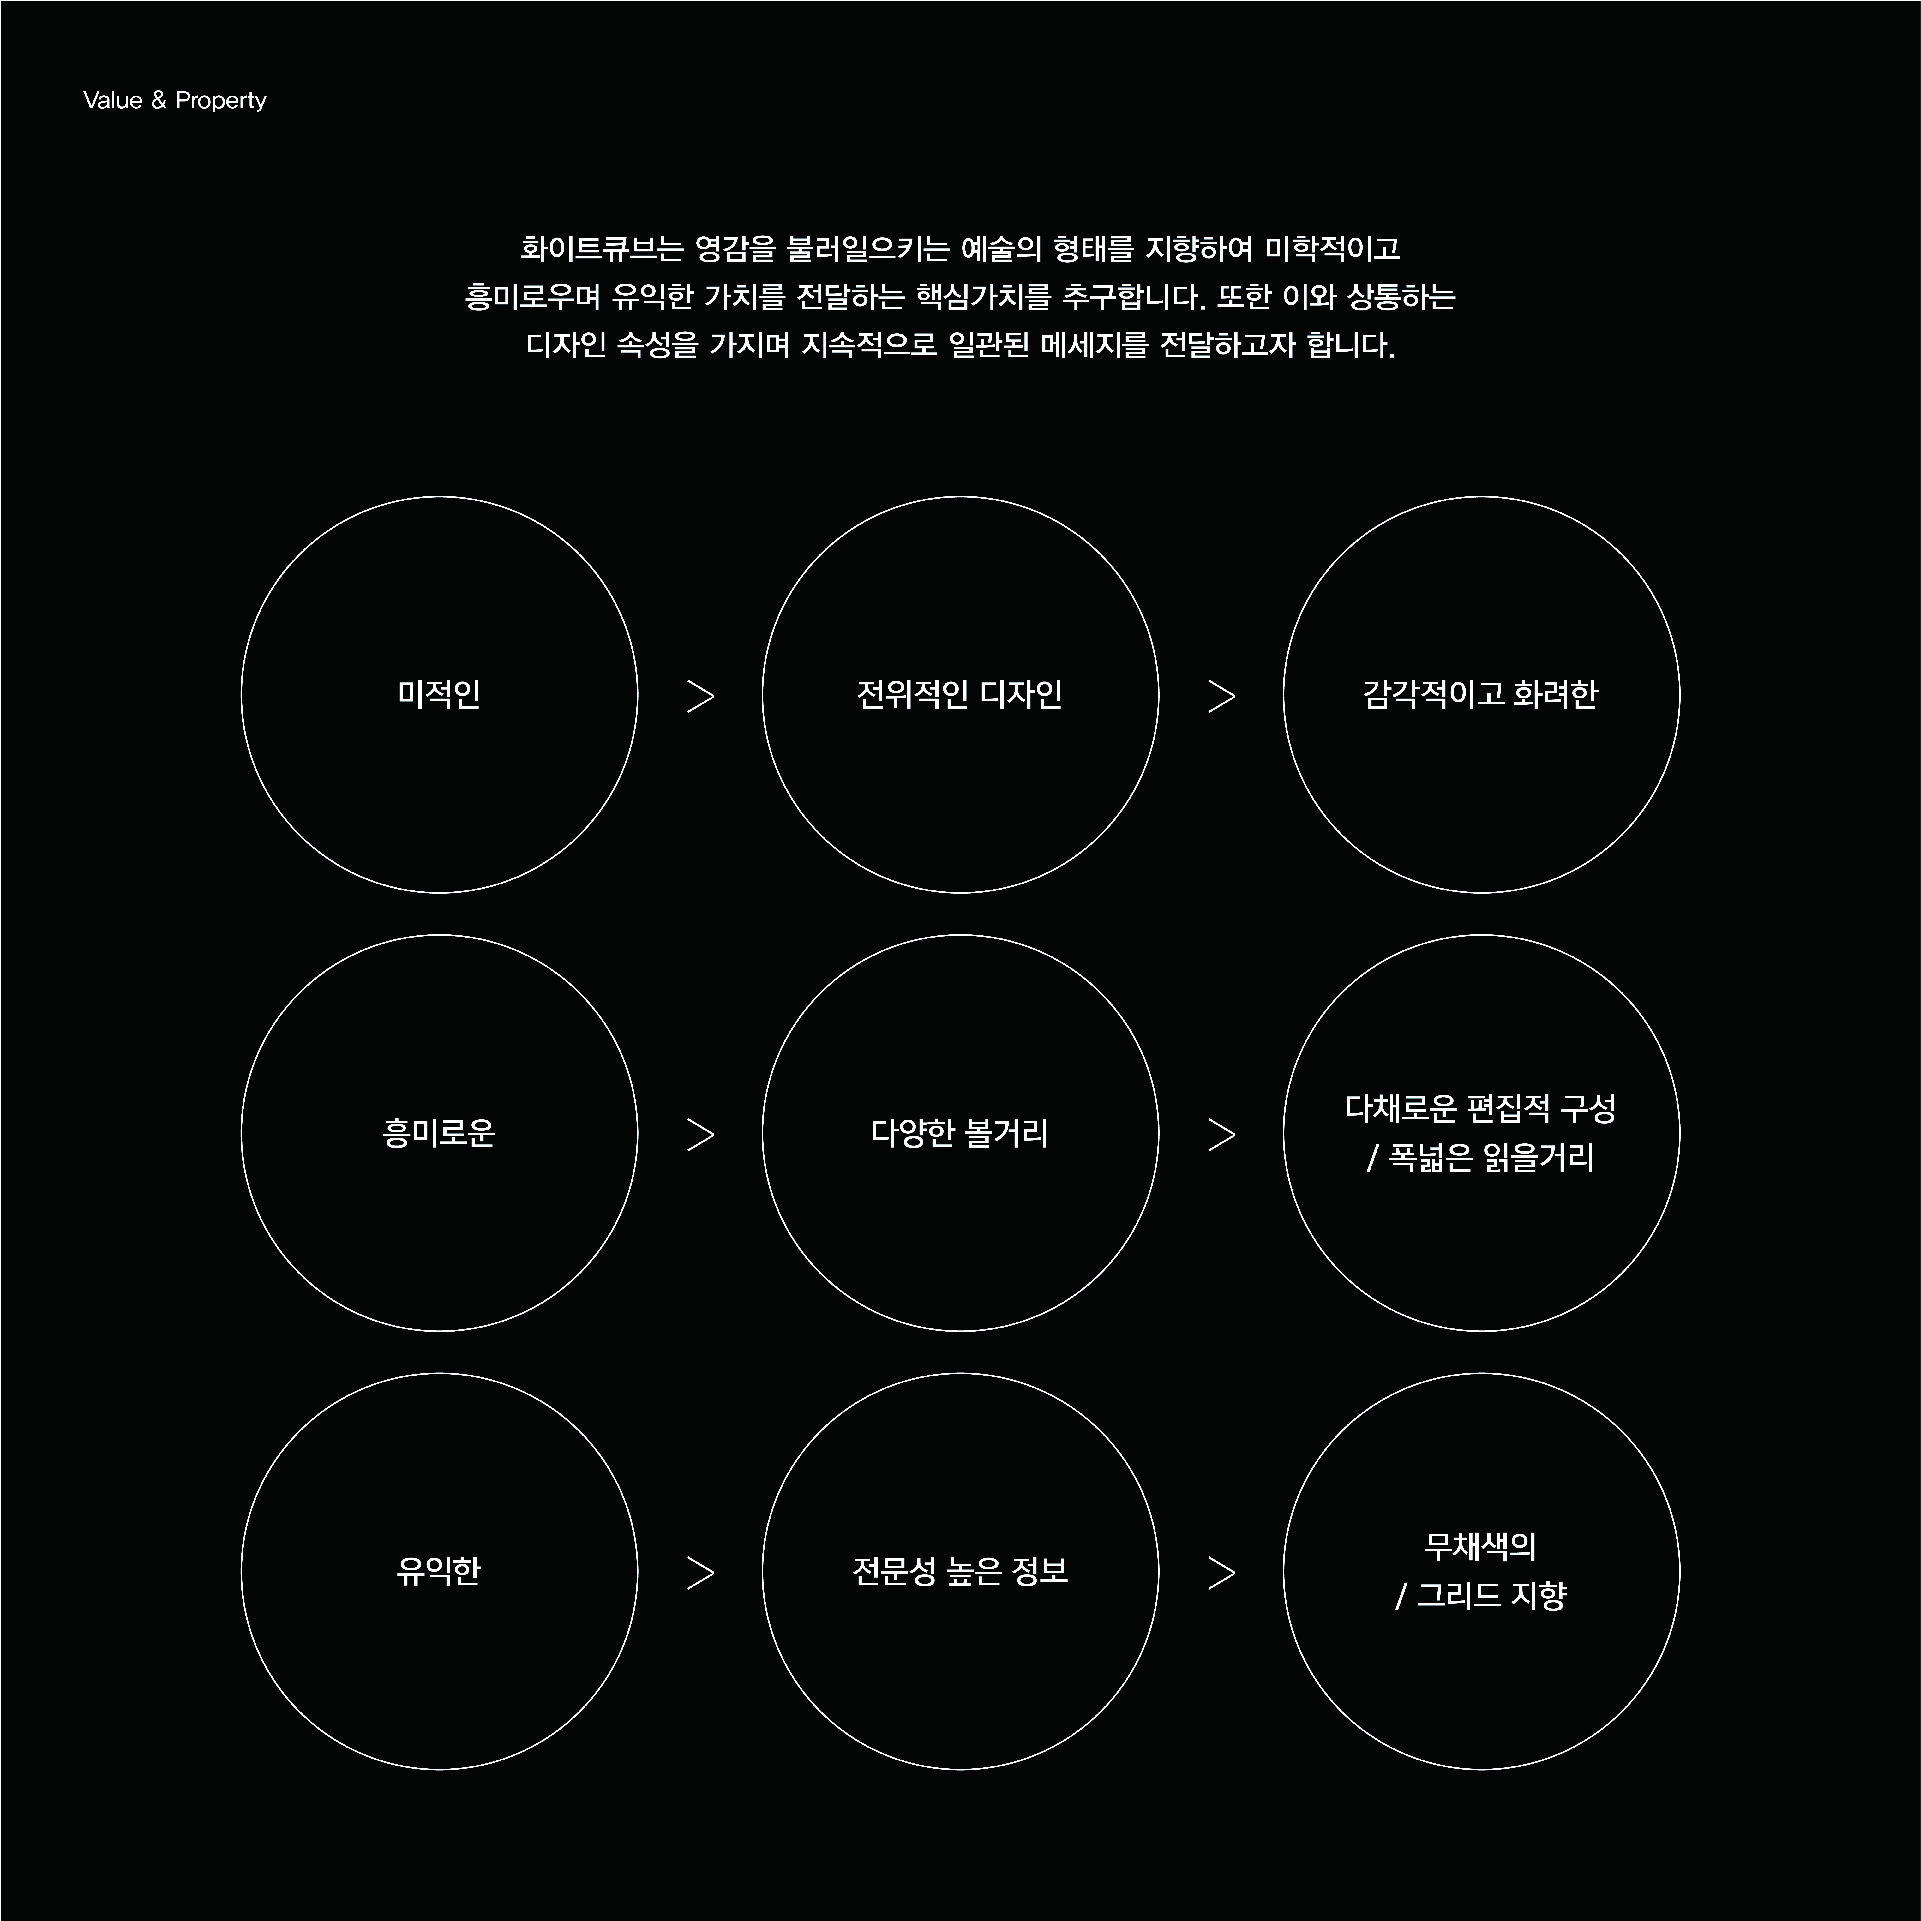 Value & Property
화이트큐브는 영감을 불러일으키는 예술의 형태를 지향하여 미학적이고
흥미로우며 유익한 가치를 전달하는 핵심가치를 추구합니다. 또한 이와 상통하는
디자인 속성을 가지며 지속적으로 일관된 메세지를 전달하고자 합니다.
미적인 > 전위적인 디자인 > 감각적이고 화려한
흥미로운 > 다양한 볼거리 > 다채로운 편집적 구성
/ 폭넓은 읽을거리
유익한 > 전문성 높은 정보 > 무채색의
/ 그리드 지향